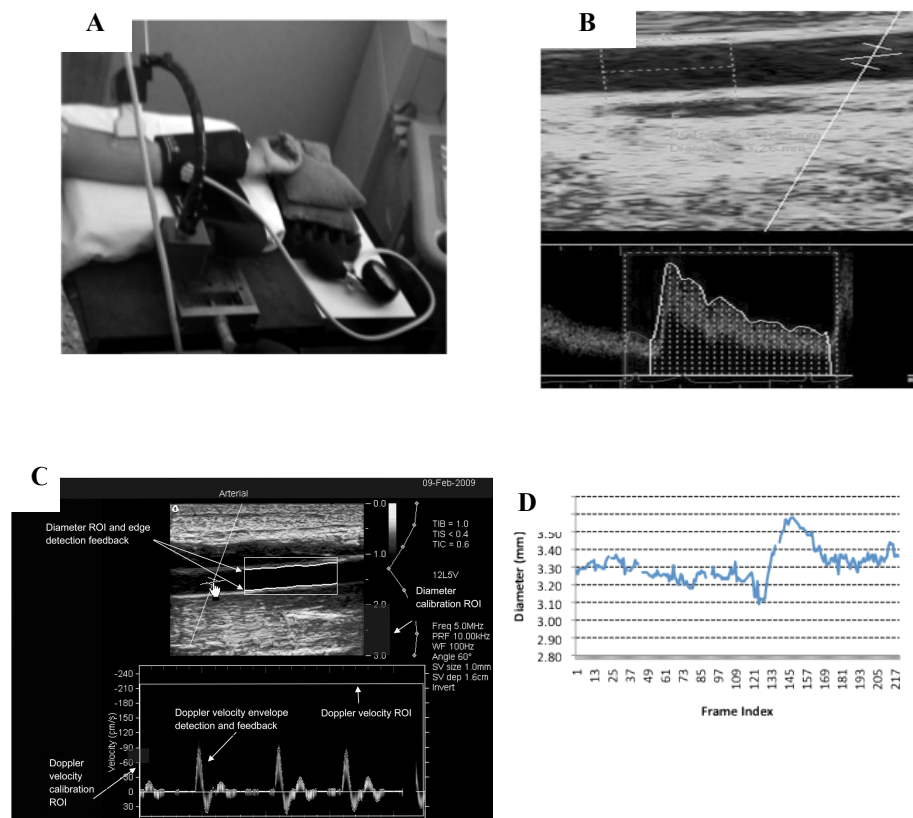 A
B
C
09-Feb-2009
Arterial
Diameter ROI and edge
detection feedback
0.0
1.0
2.0
3.0
TIB = 1.0
TIS < 0.4
TIC = 0.6
12L5V
Diameter
calibration ROI
Freq 5.0MHz
PRF 10.00kHz
WF 100Hz
Angle 60°
SV size 1.0mm
SV dep 1.6cm
Invert
Velocity (cm/s)
-240
-210
-180
-150
-120
-90
-60
-30
0
30
Doppler velocity envelope
detection and feedback
Doppler velocity ROI
Doppler
velocity
calibration ROI
D
Diameter (mm)
3.50
3.40
3.30
3.20
3.10
3.00
2.90
2.80
1 13 25 37 49 61 73 85 97 109 121 133 145 157 169 181 193 205 217
Frame Index